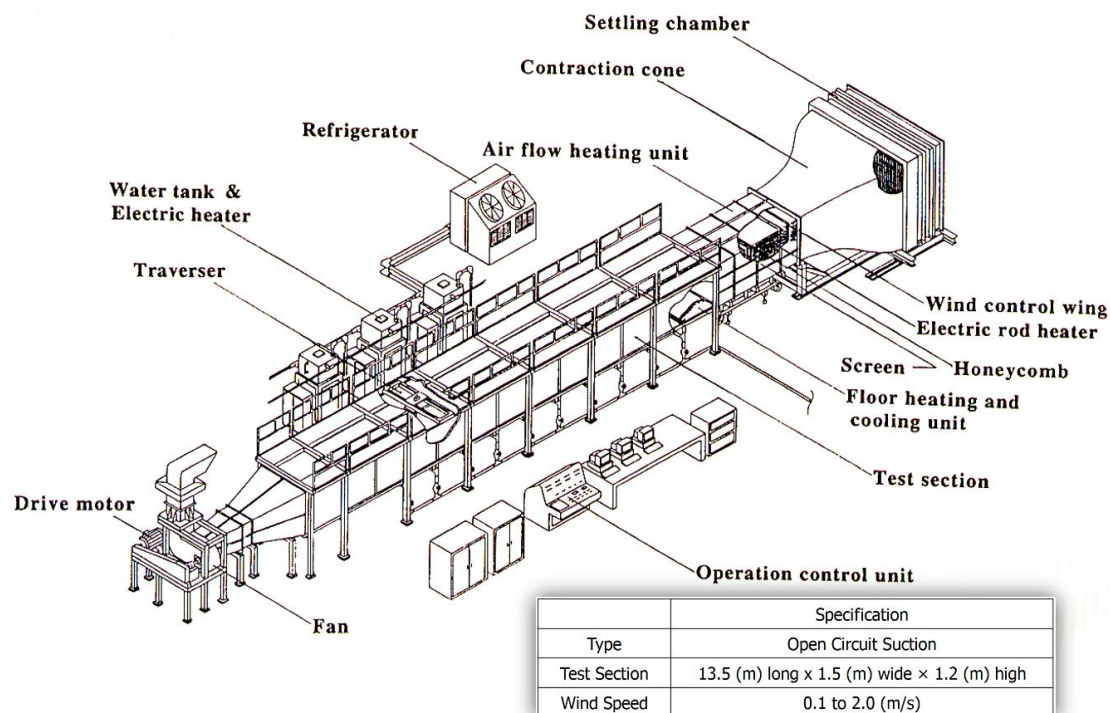 Settling chamber
Contraction cone
Refrigerator
Air flow heating unit
Water tank &
Electric heater
Traverser
Wind control wing
Electric rod heater
Screen
Honeycomb
Floor heating and
cooling unit
Test section
Drive motor
Operation control unit
Fan
Specification
Type Open Circuit Suction
Test Section 13.5 (m) long x 1.5 (m) wide × 1.2 (m) high
Wind Speed 0.1 to 2.0 (m/s)